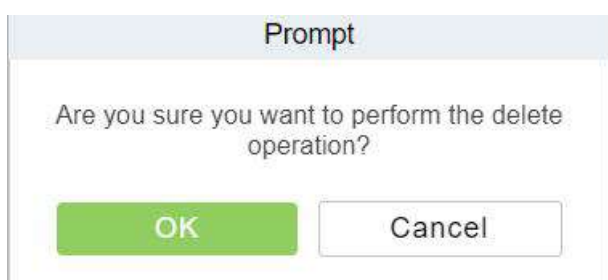 Prompt
Are you sure you want to perform the delete
operation?
OK Cancel